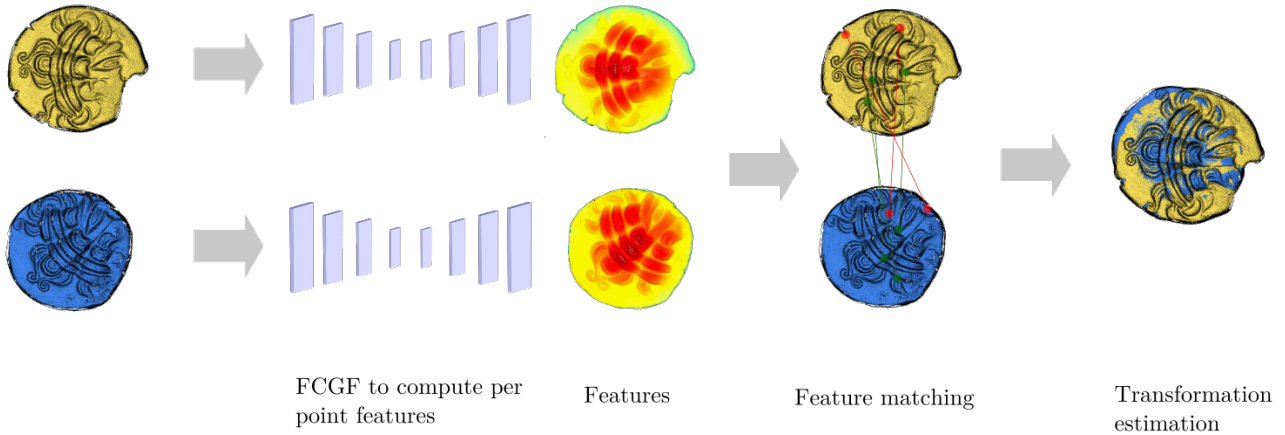 FCGF to compute per
point features
Features
Feature matching
Transformation
estimation